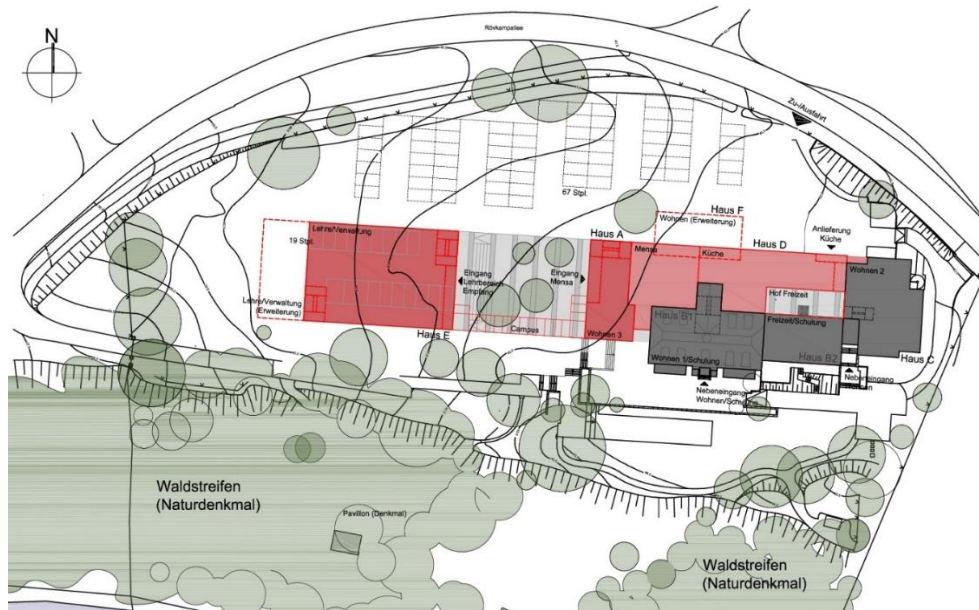 N
Rövkampallee
Zu-/Ausfahrt
67 Stpl.
Haus F
Wohnen (Erweiterung)
Anlieferung
Küche
Lehre/Verwaltung
19 Stpl.
Haus A
Mensa
Küche
Haus D
Wohnen 2
Eingang
Lehrbereich
Empfang
Eingang
Mensa
Hof Freizeit
Lehre/Verwaltung
(Erweiterung)
Haus E
Campus
Wohnen 3
Haus B1
Freizeit/Schulung
Wohnen 1/Schulung
Haus B2
Haus C
Nebeneingang
Nebeneingang
Waldstreifen
(Naturdenkmal)
Pavillon (Denkmal)
Waldstreifen
(Naturdenkmal)